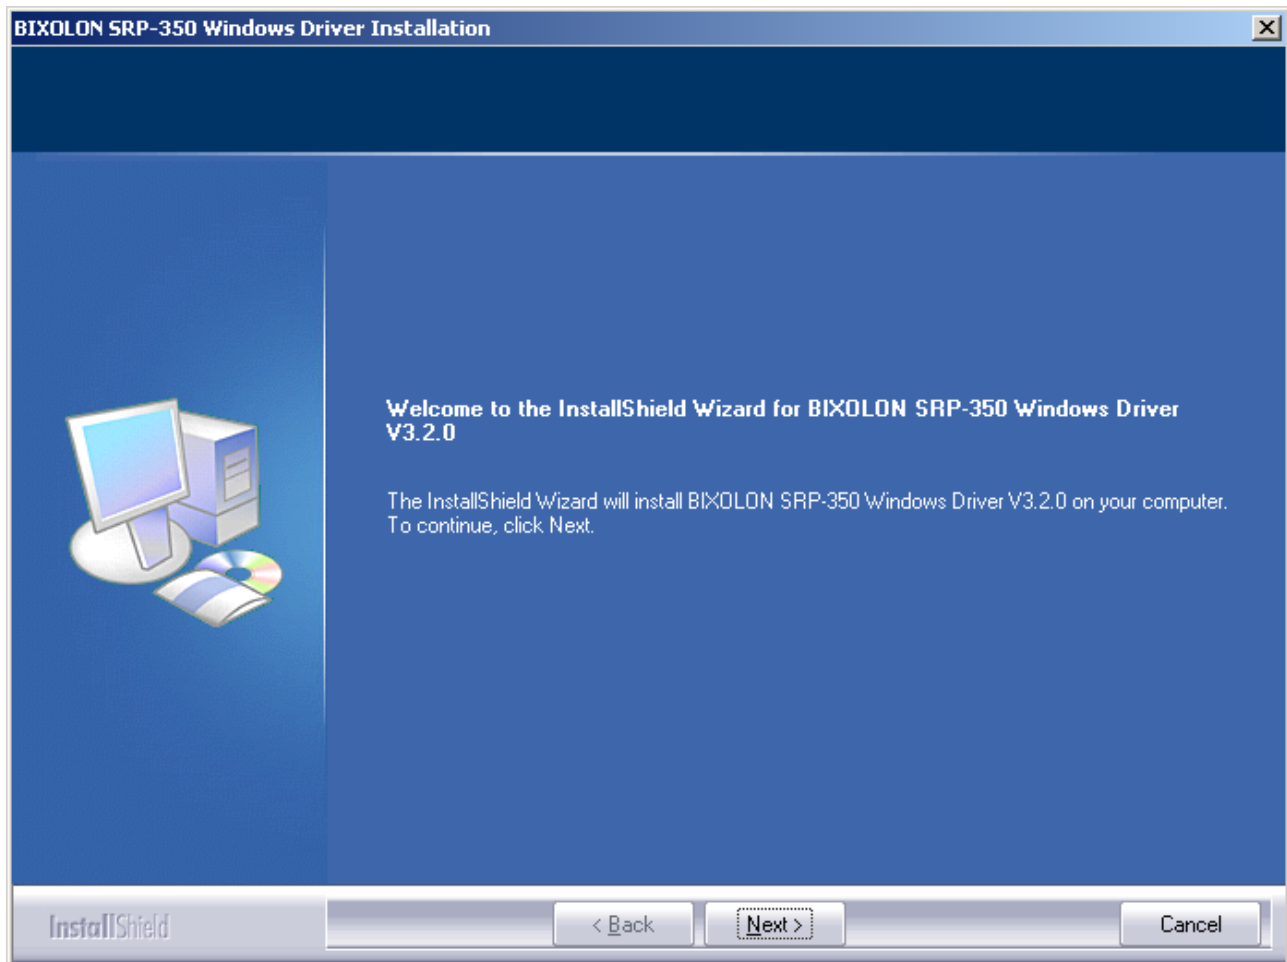 BIXOLON SRP-350 Windows Driver Installation
Welcome to the InstallShield Wizard for BIXOLON SRP-350 Windows Driver
V3.2.0
The InstallShield Wizard will install BIXOLON SRP-350 Windows Driver V3.2.0 on your computer.
To continue, click Next.
InstallShield
< Back
Next >
Cancel